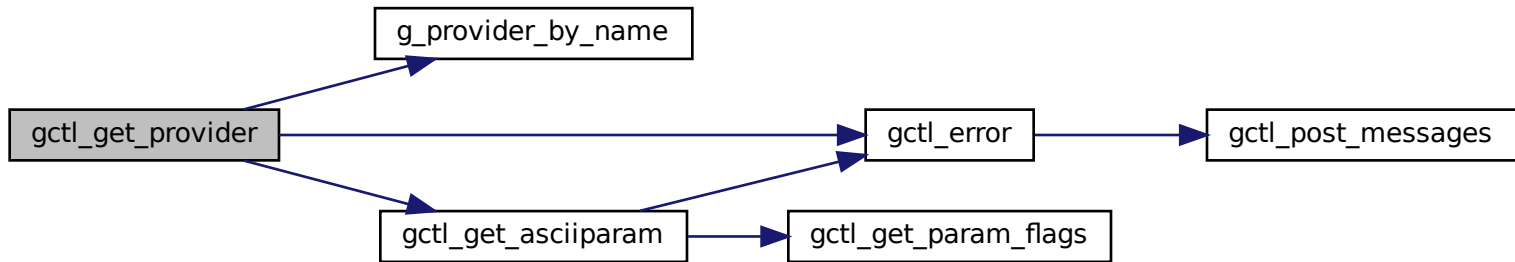 g_provider_by_name
gctl_get_provider
gctl_error
gctl_post_messages
gctl_get_asciiparam
gctl_get_param_flags